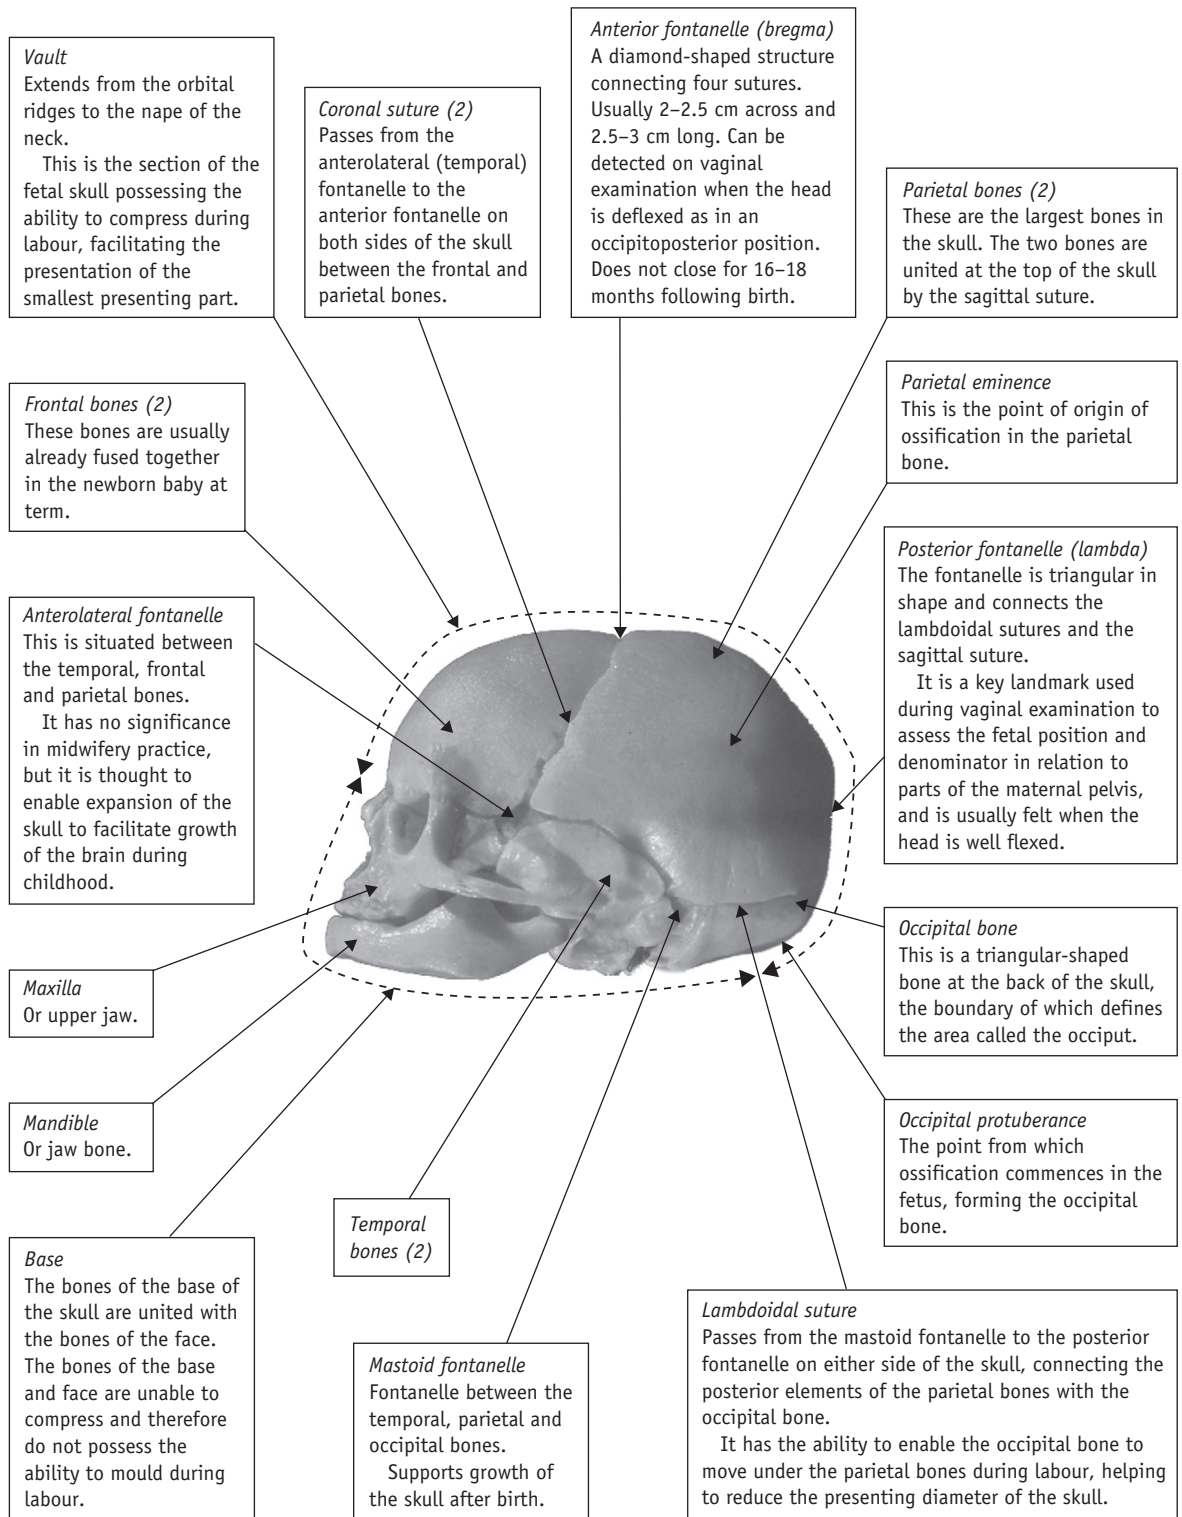 Vault
Extends from the orbital
ridges to the nape of the
neck.
This is the section of the
fetal skull possessing the
ability to compress during
labour, facilitating the
presentation of the
smallest presenting part.
Coronal suture (2)
Passes from the
anterolateral (temporal)
fontanelle to the
anterior fontanelle on
both sides of the skull
between the frontal and
parietal bones.
Anterior fontanelle (bregma)
A diamond-shaped structure
connecting four sutures.
Usually 2–2.5 cm across and
2.5–3 cm long. Can be
detected on vaginal
examination when the head
is deflexed as in an
occipitoposterior position.
Does not close for 16–18
months following birth.
Parietal bones (2)
These are the largest bones in
the skull. The two bones are
united at the top of the skull
by the sagittal suture.
Frontal bones (2)
These bones are usually
already fused together
in the newborn baby at
term.
Parietal eminence
This is the point of origin of
ossification in the parietal
bone.
Anterolateral fontanelle
This is situated between
the temporal, frontal
and parietal bones.
It has no significance
in midwifery practice,
but it is thought to
enable expansion of the
skull to facilitate growth
of the brain during
childhood.
Posterior fontanelle (lambda)
The fontanelle is triangular in
shape and connects the
lambdoidal sutures and the
sagittal suture.
It is a key landmark used
during vaginal examination to
assess the fetal position and
denominator in relation to
parts of the maternal pelvis,
and is usually felt when the
head is well flexed.
Maxilla
Or upper jaw.
Occipital bone
This is a triangular-shaped
bone at the back of the skull,
the boundary of which defines
the area called the occiput.
Mandible
Or jaw bone.
Occipital protuberance
The point from which
ossification commences in the
fetus, forming the occipital
bone.
Temporal
bones (2)
Base
The bones of the base of
the skull are united with
the bones of the face.
The bones of the base
and face are unable to
compress and therefore
do not possess the
ability to mould during
labour.
Mastoid fontanelle
Fontanelle between the
temporal, parietal and
occipital bones.
Supports growth of
the skull after birth.
Lambdoidal suture
Passes from the mastoid fontanelle to the posterior
fontanelle on either side of the skull, connecting the
posterior elements of the parietal bones with the
occipital bone.
It has the ability to enable the occipital bone to
move under the parietal bones during labour, helping
to reduce the presenting diameter of the skull.